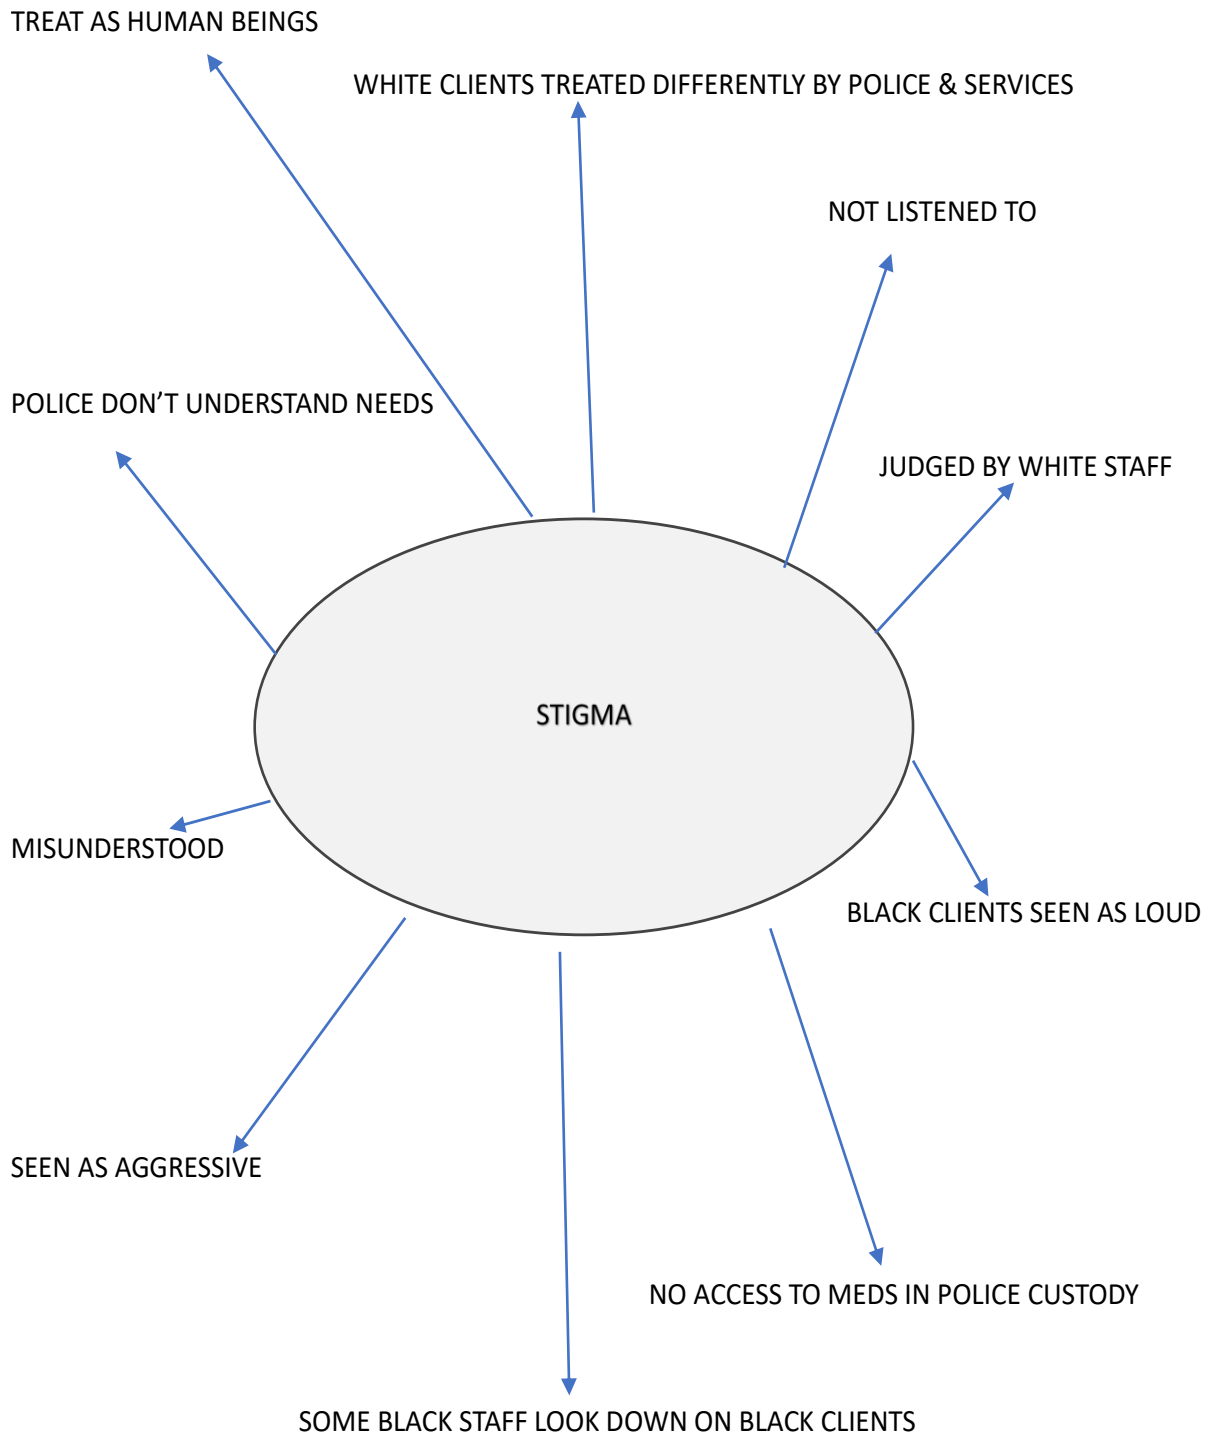 TREAT AS HUMAN BEINGS
WHITE CLIENTS TREATED DIFFERENTLY BY POLICE & SERVICES
NOT LISTENED TO
POLICE DON’T UNDERSTAND NEEDS
JUDGED BY WHITE STAFF
STIGMA
MISUNDERSTOOD
BLACK CLIENTS SEEN AS LOUD
SEEN AS AGGRESSIVE
NO ACCESS TO MEDS IN POLICE CUSTODY
SOME BLACK STAFF LOOK DOWN ON BLACK CLIENTS